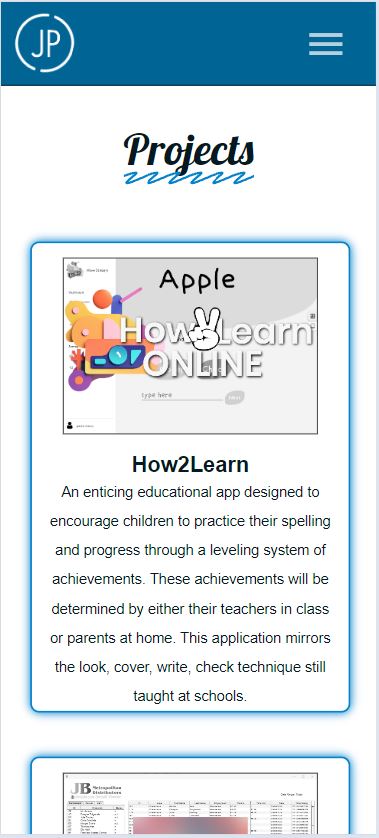 JP
Projects
How2Learn
Apple
How2Learn
ONLINE
type here
How2Learn
An enticing educational app designed to
encourage children to practice their spelling
and progress through a leveling system of
achievements. These achievements will be
determined by either their teachers in class
or parents at home. This application mirrors
the look, cover, write, check technique still
taught at schools.
JB Metropolitan
Distributors